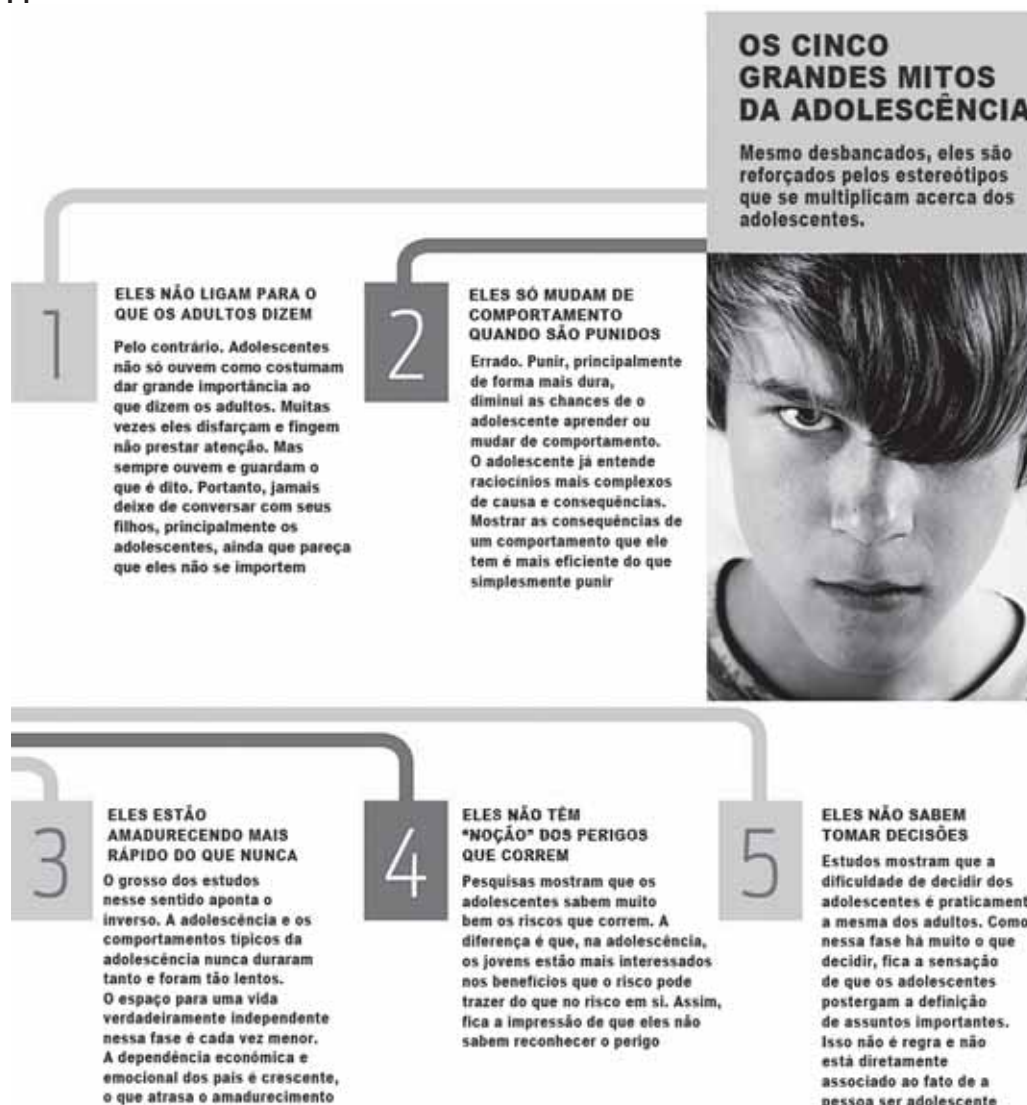 OS CINCO
GRANDES MITOS
DA ADOLESCÊNCIA
Mesmo desbancados, eles são
reforçados pelos estereótipos
que se multiplicam acerca dos
adolescentes.
1
ELES NÃO LIGAM PARA O
QUE OS ADULTOS DIZEM
Pelo contrário. Adolescentes
não só ouvem como costumam
dar grande importância ao
que dizem os adultos. Muitas
vezes eles disfarçam e fingem
não prestar atenção. Mas
sempre ouvem e guardam o
que é dito. Portanto, jamais
deixe de conversar com seus
filhos, principalmente os
adolescentes, ainda que pareça
que eles não se importem
2
ELES SÓ MUDAM DE
COMPORTAMENTO
QUANDO SÃO PUNIDOS
Errado. Punir, principalmente
de forma mais dura,
diminui as chances de o
adolescente aprender ou
mudar de comportamento.
O adolescente já entende
raciocínios mais complexos
de causa e consequências.
Mostrar as consequências de
um comportamento que ele
tem é mais eficiente do que
simplesmente punir
3
ELES ESTÃO
AMADURECENDO MAIS
RÁPIDO DO QUE NUNCA
O grosso dos estudos
nesse sentido aponta o
inverso. A adolescência e os
comportamentos típicos da
adolescência nunca duraram
tanto e foram tão lentos.
O espaço para uma vida
verdadeiramente independente
nessa fase é cada vez menor.
A dependência econômica e
emocional dos pais é crescente,
o que atrasa o amadurecimento
4
ELES NÃO TÊM
"NOÇÃO" DOS PERIGOS
QUE CORREM
Pesquisas mostram que os
adolescentes sabem muito
bem os riscos que correm. A
diferença é que, na adolescência,
os jovens estão mais interessados
nos benefícios que o risco pode
trazer do que no risco em si. Assim,
fica a impressão de que eles não
sabem reconhecer o perigo
5
ELES NÃO SABEM
TOMAR DECISÕES
Estudos mostram que a
dificuldade de decidir dos
adolescentes é praticament
a mesma dos adultos. Como
nessa fase há muito o que
decidir, fica a sensação
de que os adolescentes
postergam a definição
de assuntos importantes.
Isso não é regra e não
está diretamente
associado ao fato de a
pessoa ser adolescente